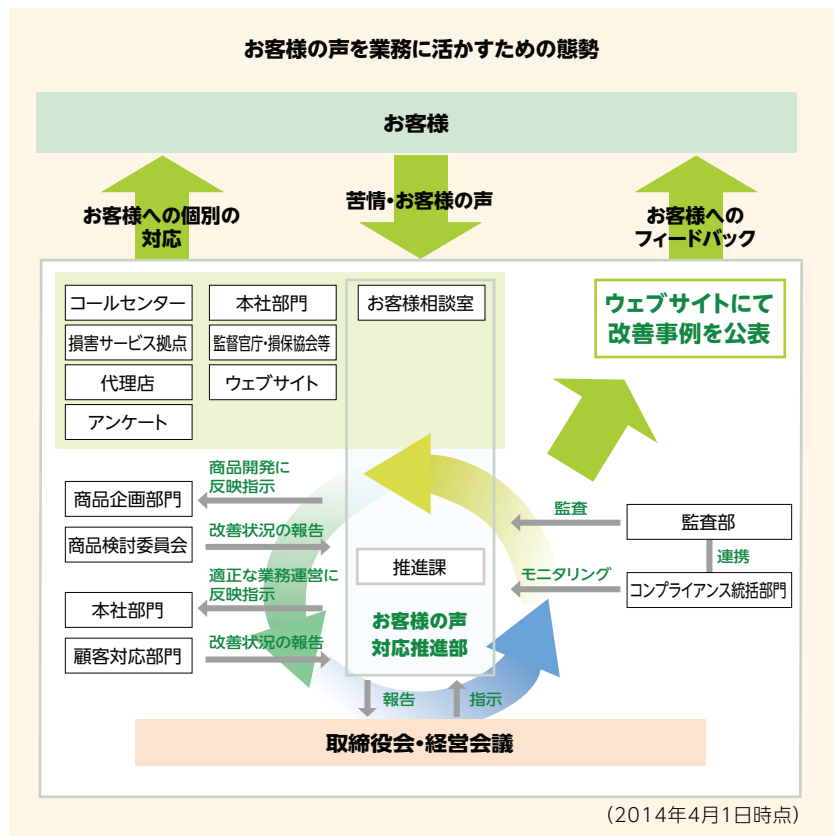 お客様の声を業務に活かすための態勢
お客様
お客様への個別の
対応
苦情・お客様の声
お客様への
フィードバック
コールセンター
本社部門
お客様相談室
損害サービス拠点
監督官庁・損保協会等
代理店
ウェブサイト
アンケート
ウェブサイトにて
改善事例を公表
商品企画部門
商品開発に
反映指示
商品検討委員会
改善状況の報告
本社部門
適正な業務運営に
反映指示
顧客対応部門
改善状況の報告
推進課
お客様の声
対応推進部
監査
監査部
連携
モニタリング
コンプライアンス統括部門
報告
指示
取締役会・経営会議
(2014年4月1日時点)